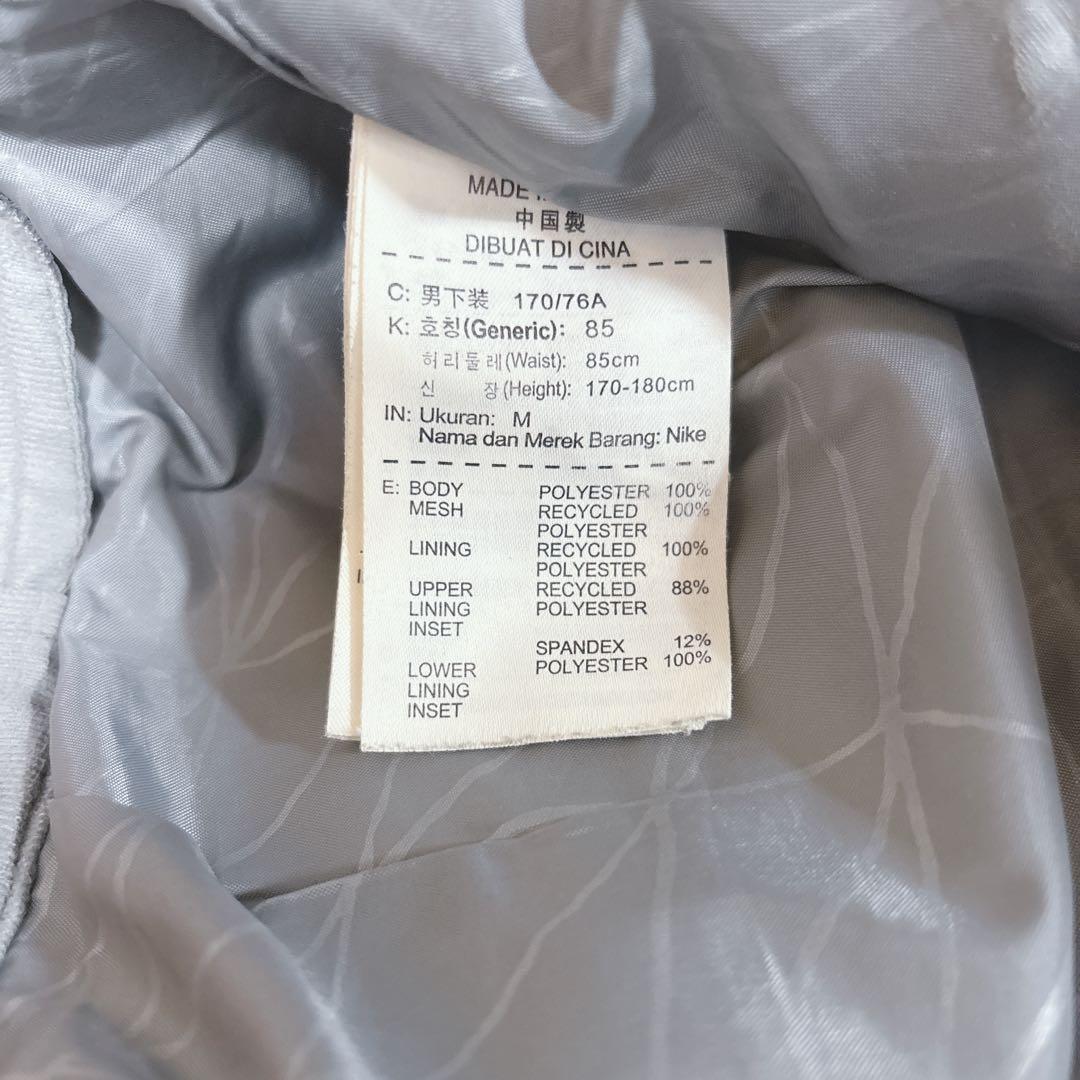 MADE
中国製
DIBUAT DI CINA
C: 男下装 170/76A
K: 호칭(Generic): 85
허리둘레(Waist): 85cm
신 장(Height): 170-180cm
IN: Ukuran: M
Nama dan Merek Barang: Nike
E: BODY POLYESTER 100%
MESH RECYCLED 100%
POLYESTER
LINING RECYCLED 100%
POLYESTER
UPPER RECYCLED 88%
LINING POLYESTER
INSET
SPANDEX 12%
LOWER POLYESTER 100%
LINING
INSET